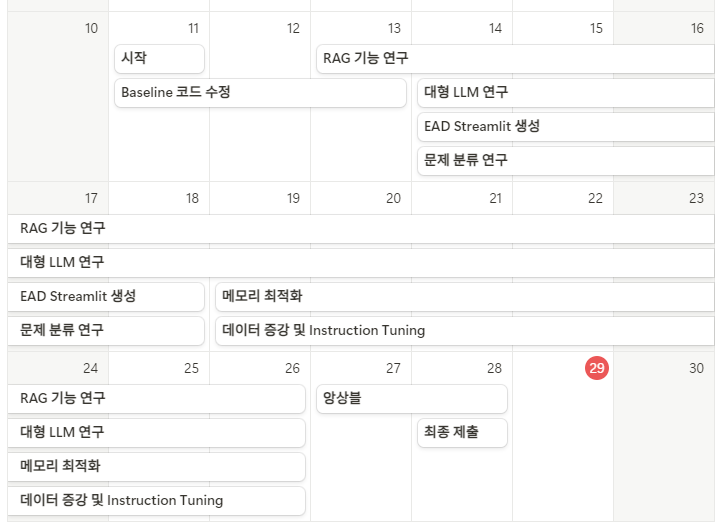 10 11 12 13 14 15 16
시작
RAG 기능 연구
Baseline 코드 수정
대형 LLM 연구
EAD Streamlit 생성
문제 분류 연구
17 18 19 20 21 22 23
RAG 기능 연구
대형 LLM 연구
EAD Streamlit 생성
메모리 최적화
문제 분류 연구
데이터 증강 및 Instruction Tuning
24 25 26 27 28 29 30
RAG 기능 연구
앙상블
대형 LLM 연구
최종 제출
메모리 최적화
데이터 증강 및 Instruction Tuning